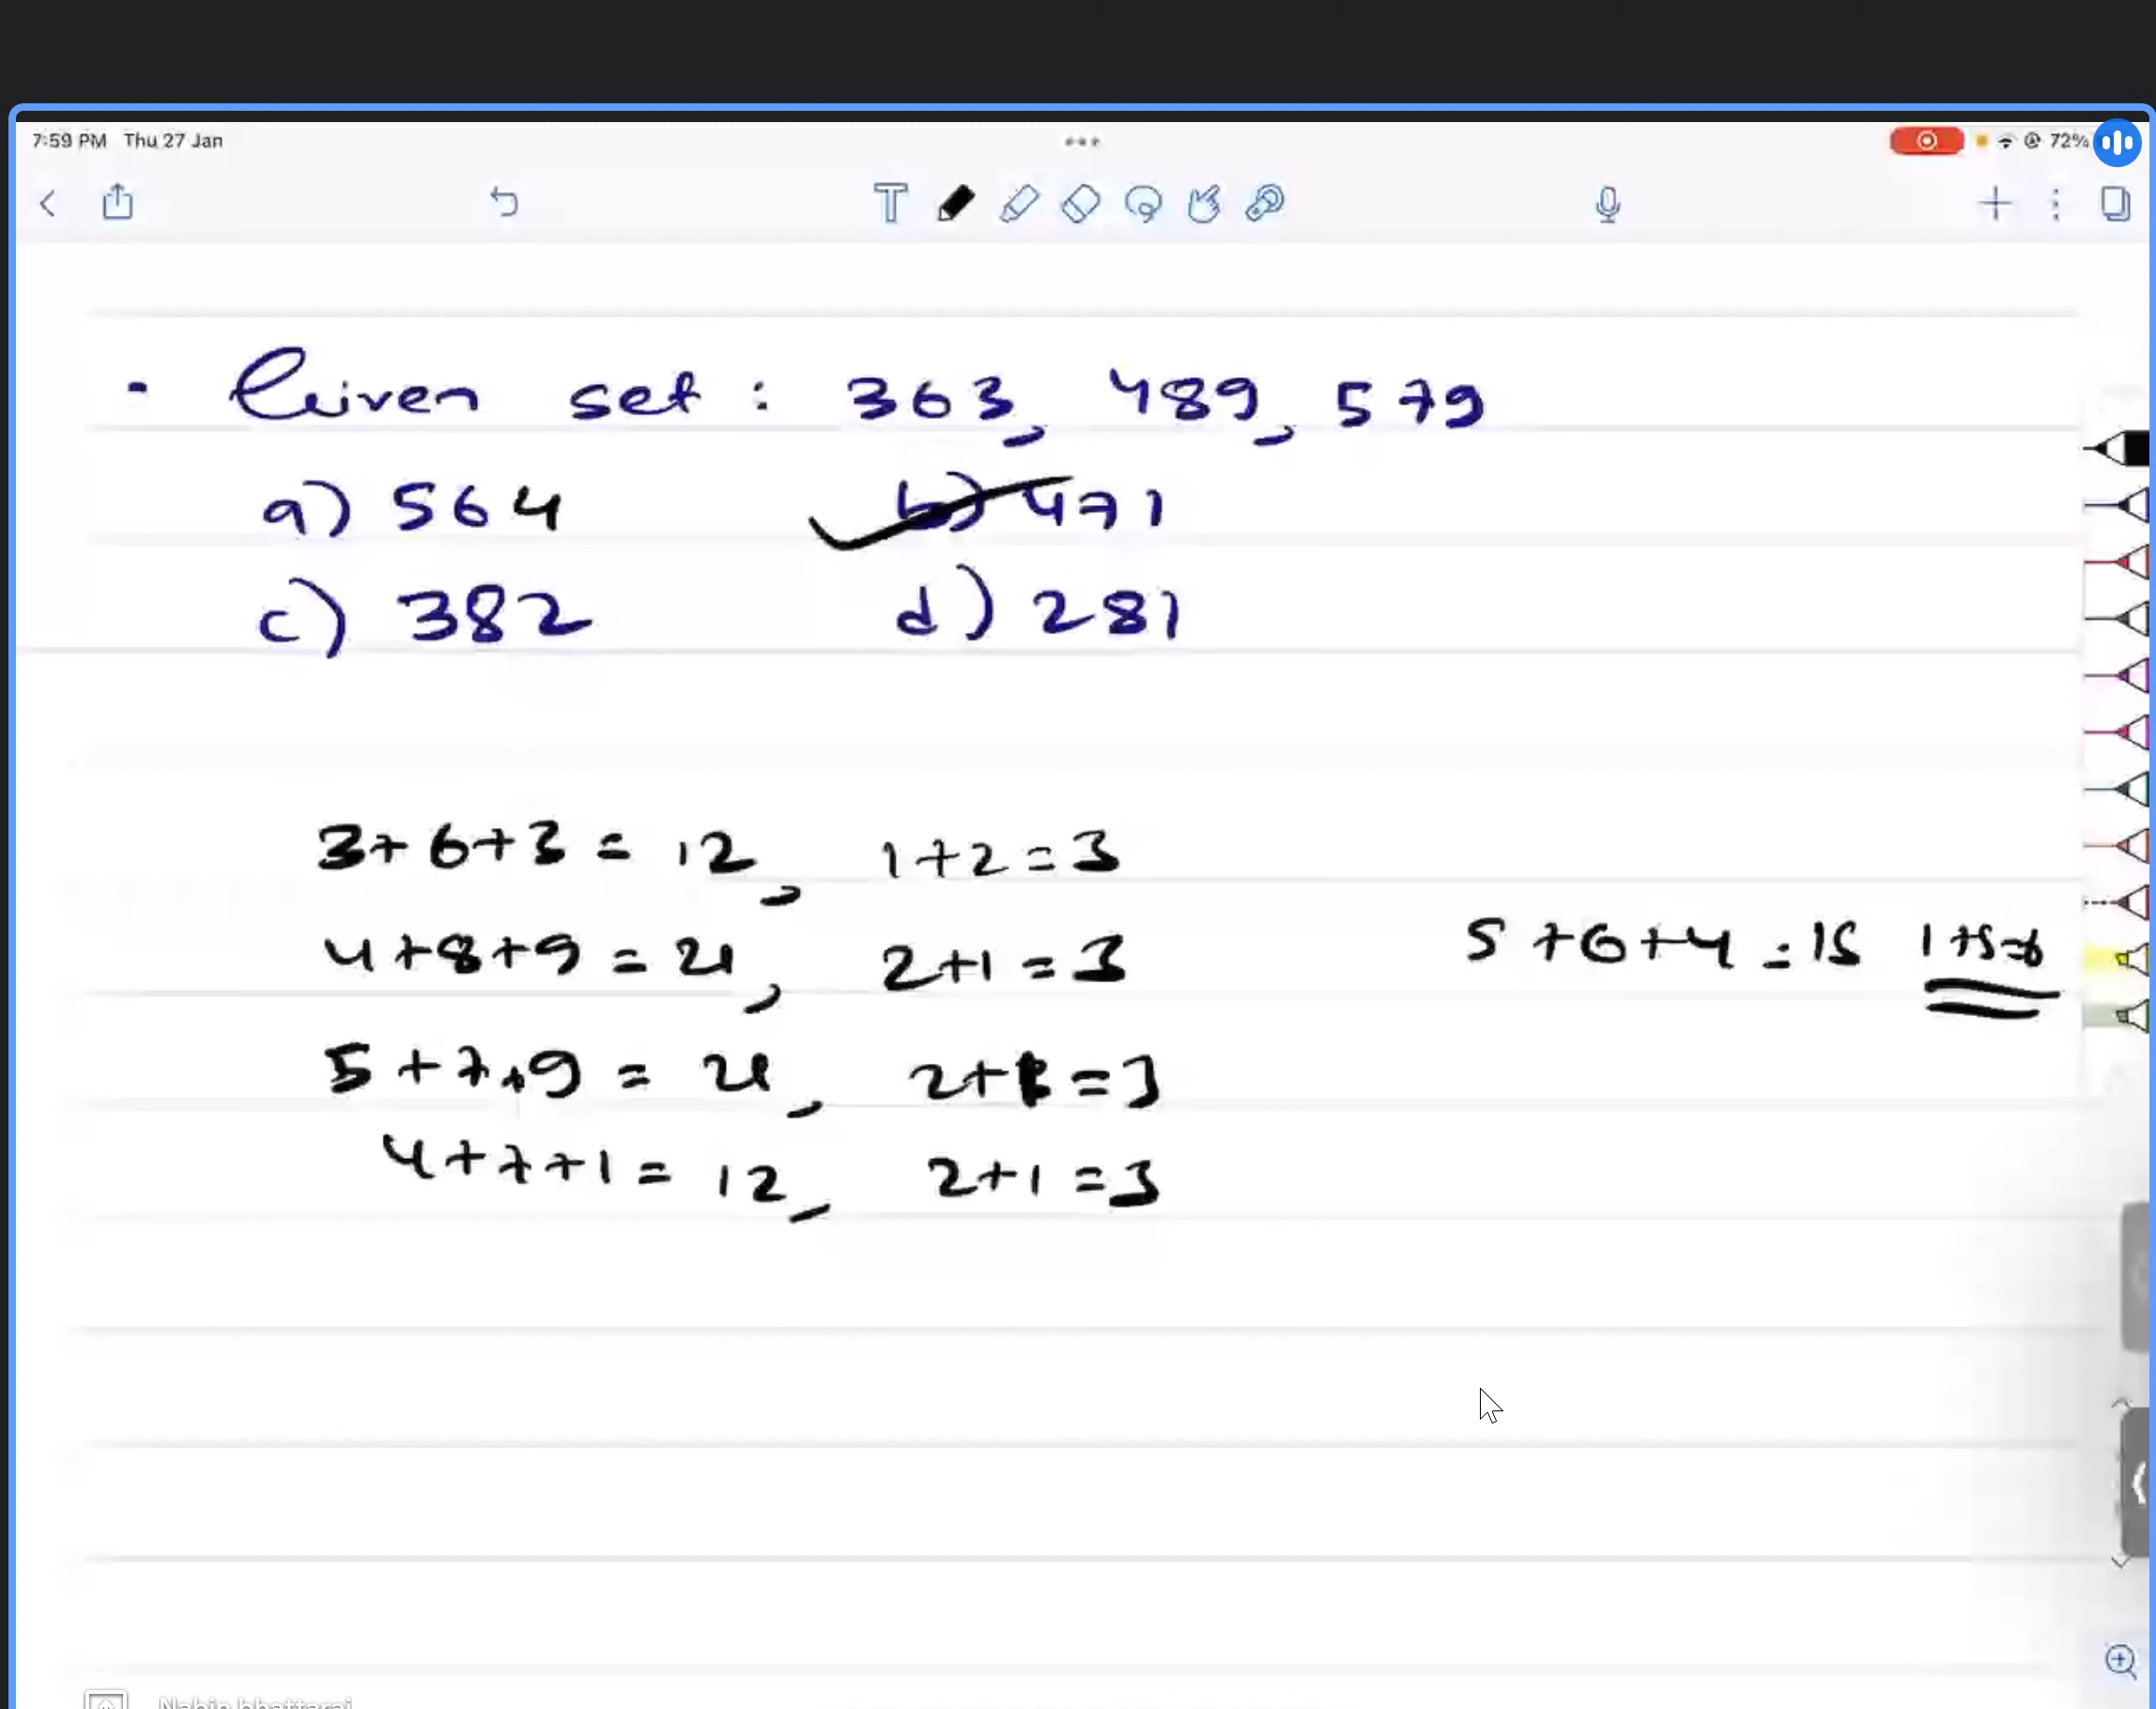 7:59 PM Thu 27 Jan
72%
Given set : 363, 489, 579
a) 564 b) 471
c) 382 d) 281
3+6+3 = 12, 1+2=3
4+8+9 = 21, 2+1=3
5+6+4=15 1+5=6
5+7+9 = 21, 2+1=3
4+7+1 = 12, 2+1=3
Nabin bhattarai